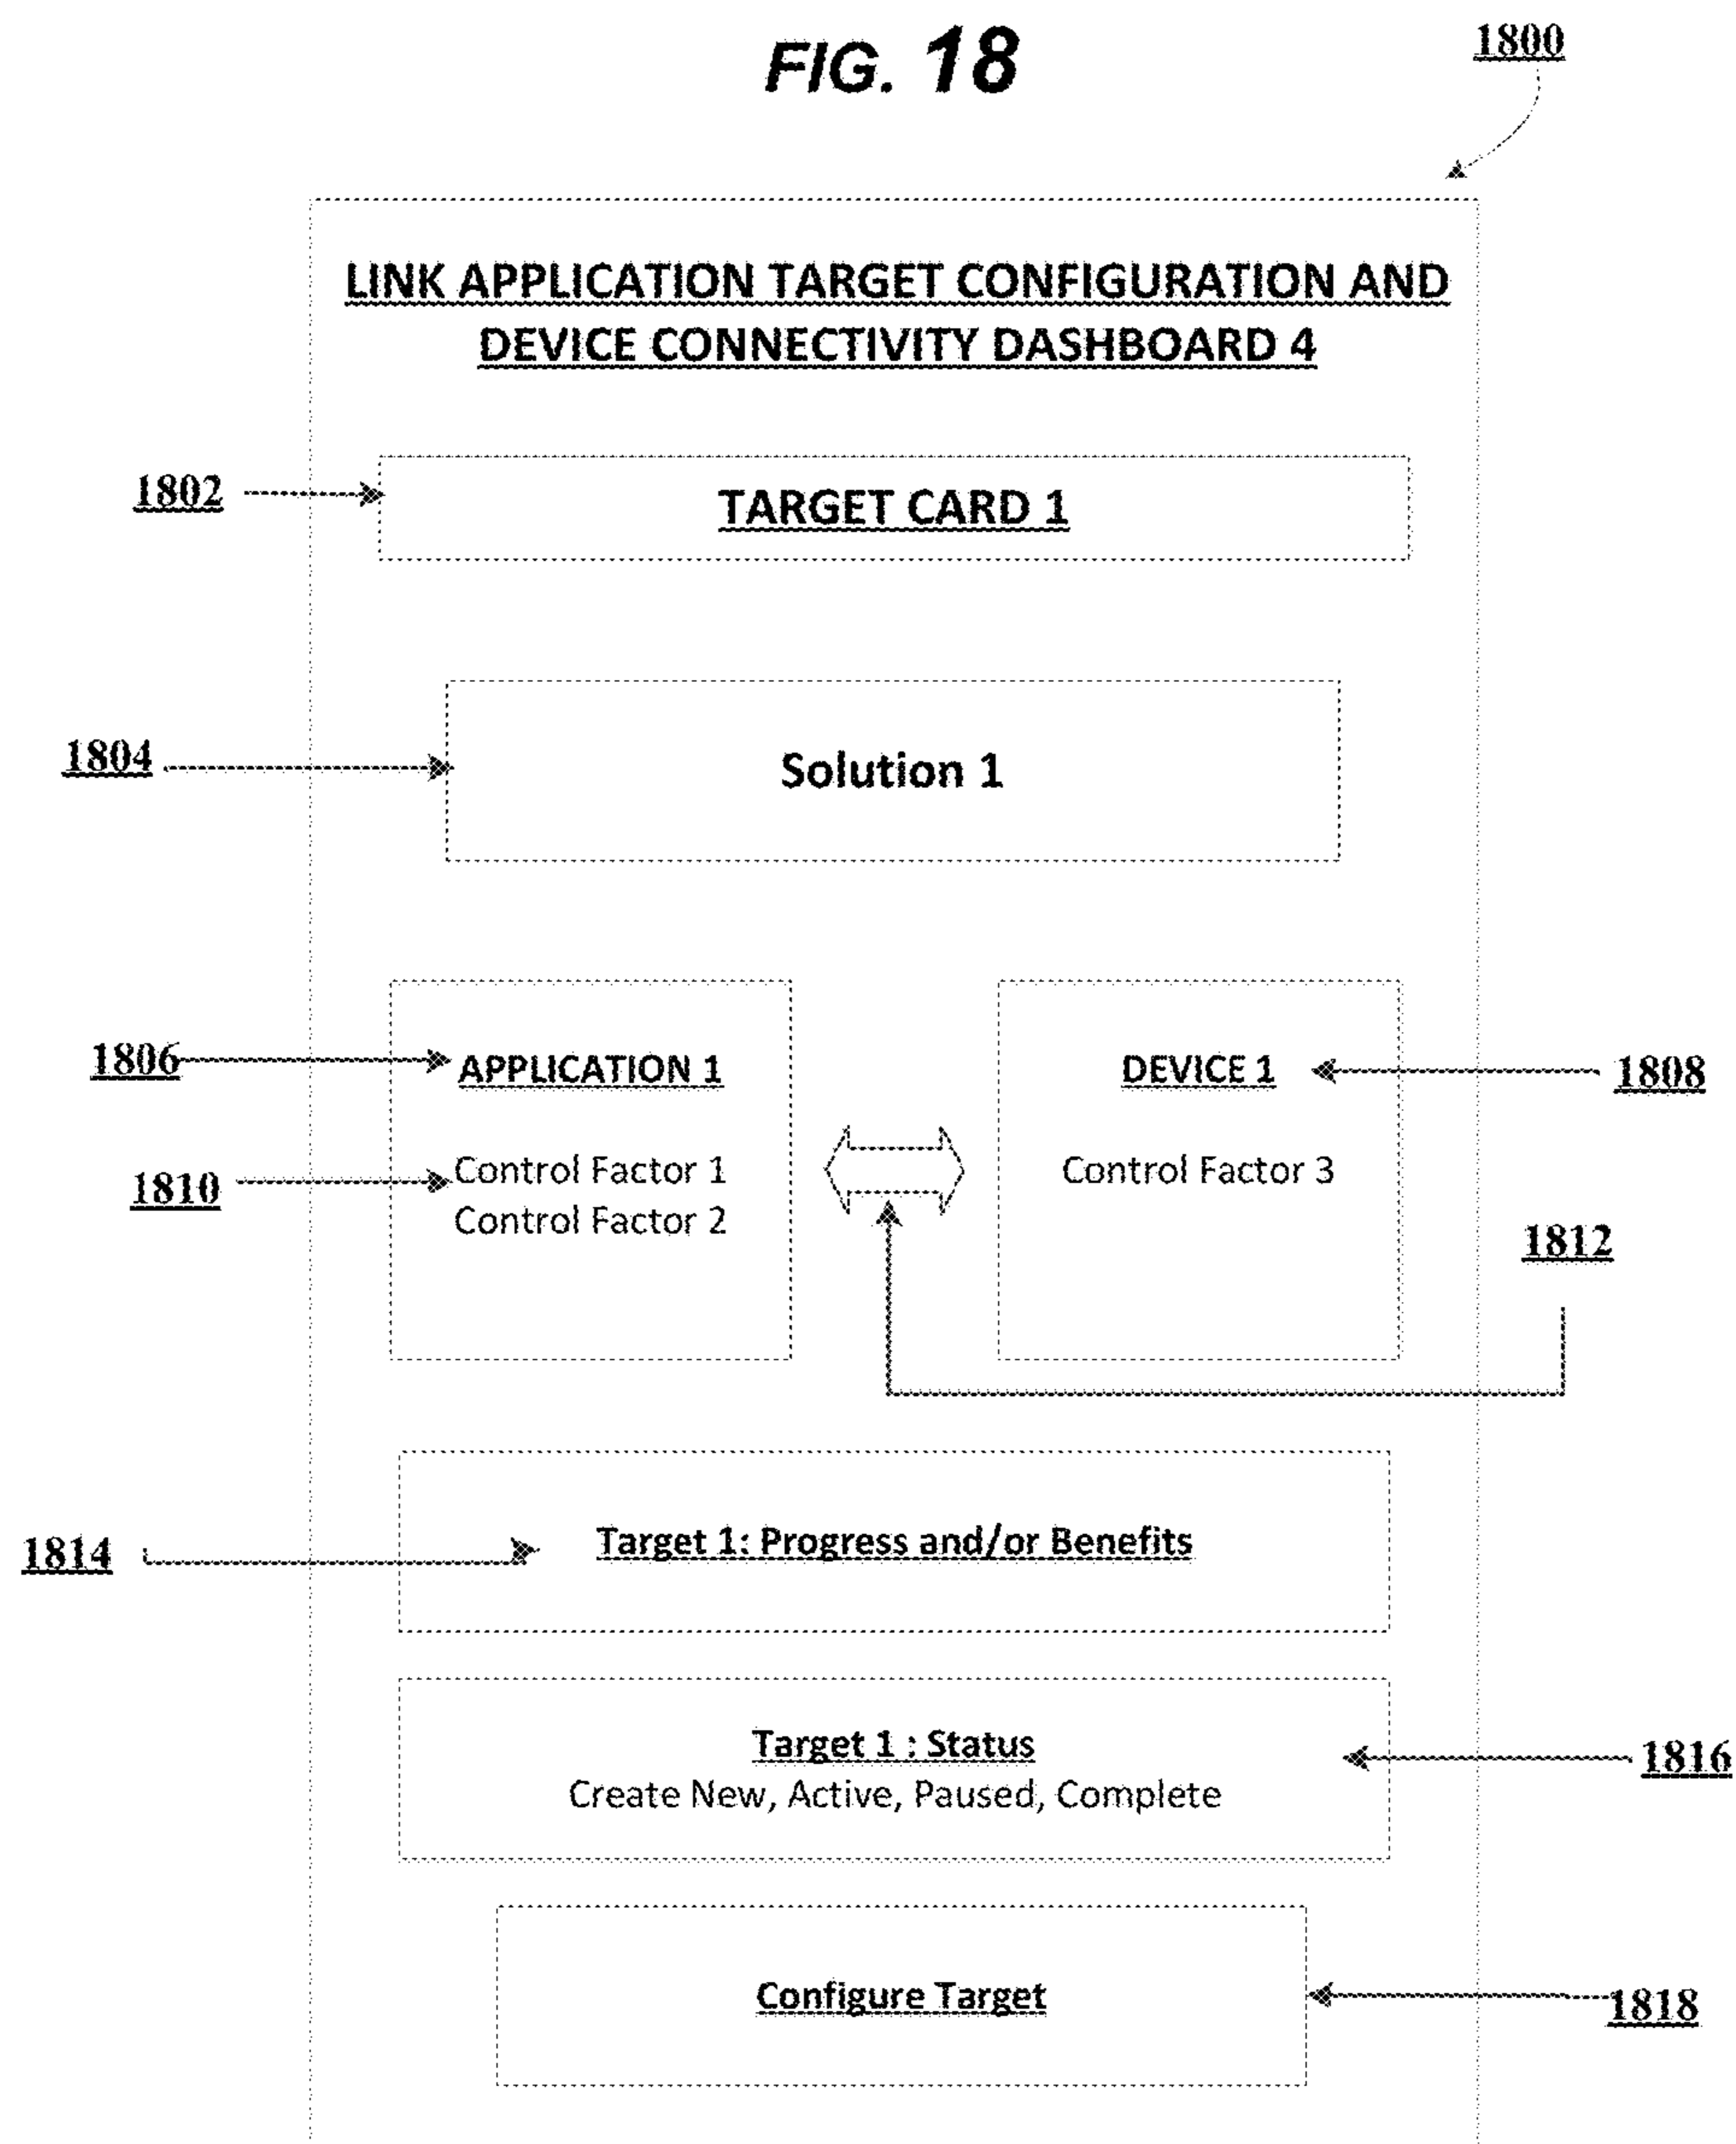 FIG. 18
1800
LINK APPLICATION TARGET CONFIGURATION AND
DEVICE CONNECTIVITY DASHBOARD 4
1802
TARGET CARD 1
1804
Solution 1
1806
APPLICATION 1
DEVICE 1
1808
1810
Control Factor 1
Control Factor 2
Control Factor 3
1812
1814
Target 1: Progress and/or Benefits
Target 1 : Status
Create New, Active, Paused, Complete
1816
Configure Target
1818